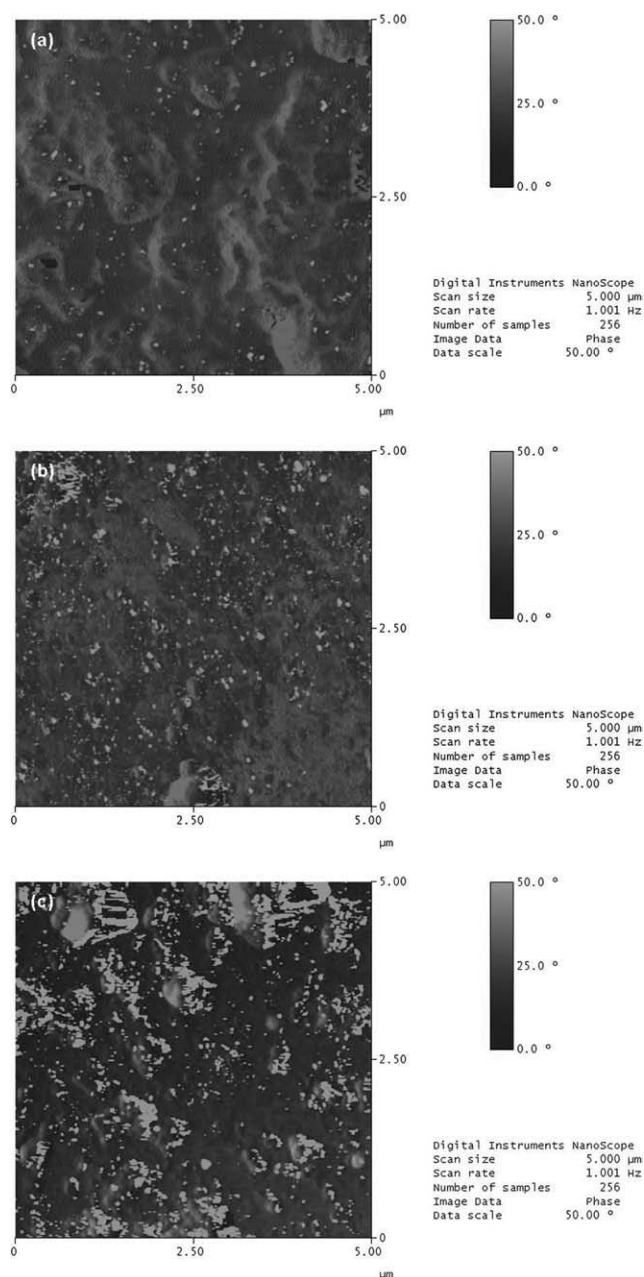 (a)
5.00
2.50
0
0
2.50
5.00
µm
50.0 º
25.0 º
0.0 º
Digital Instruments NanoScope
Scan size 5.000 µm
Scan rate 1.001 Hz
Number of samples 256
Image Data Phase
Data scale 50.00 º
(b)
5.00
2.50
0
0
2.50
5.00
µm
50.0 º
25.0 º
0.0 º
Digital Instruments NanoScope
Scan size 5.000 µm
Scan rate 1.001 Hz
Number of samples 256
Image Data Phase
Data scale 50.00 º
(c)
5.00
2.50
0
0
2.50
5.00
µm
50.0 º
25.0 º
0.0 º
Digital Instruments NanoScope
Scan size 5.000 µm
Scan rate 1.001 Hz
Number of samples 256
Image Data Phase
Data scale 50.00 º